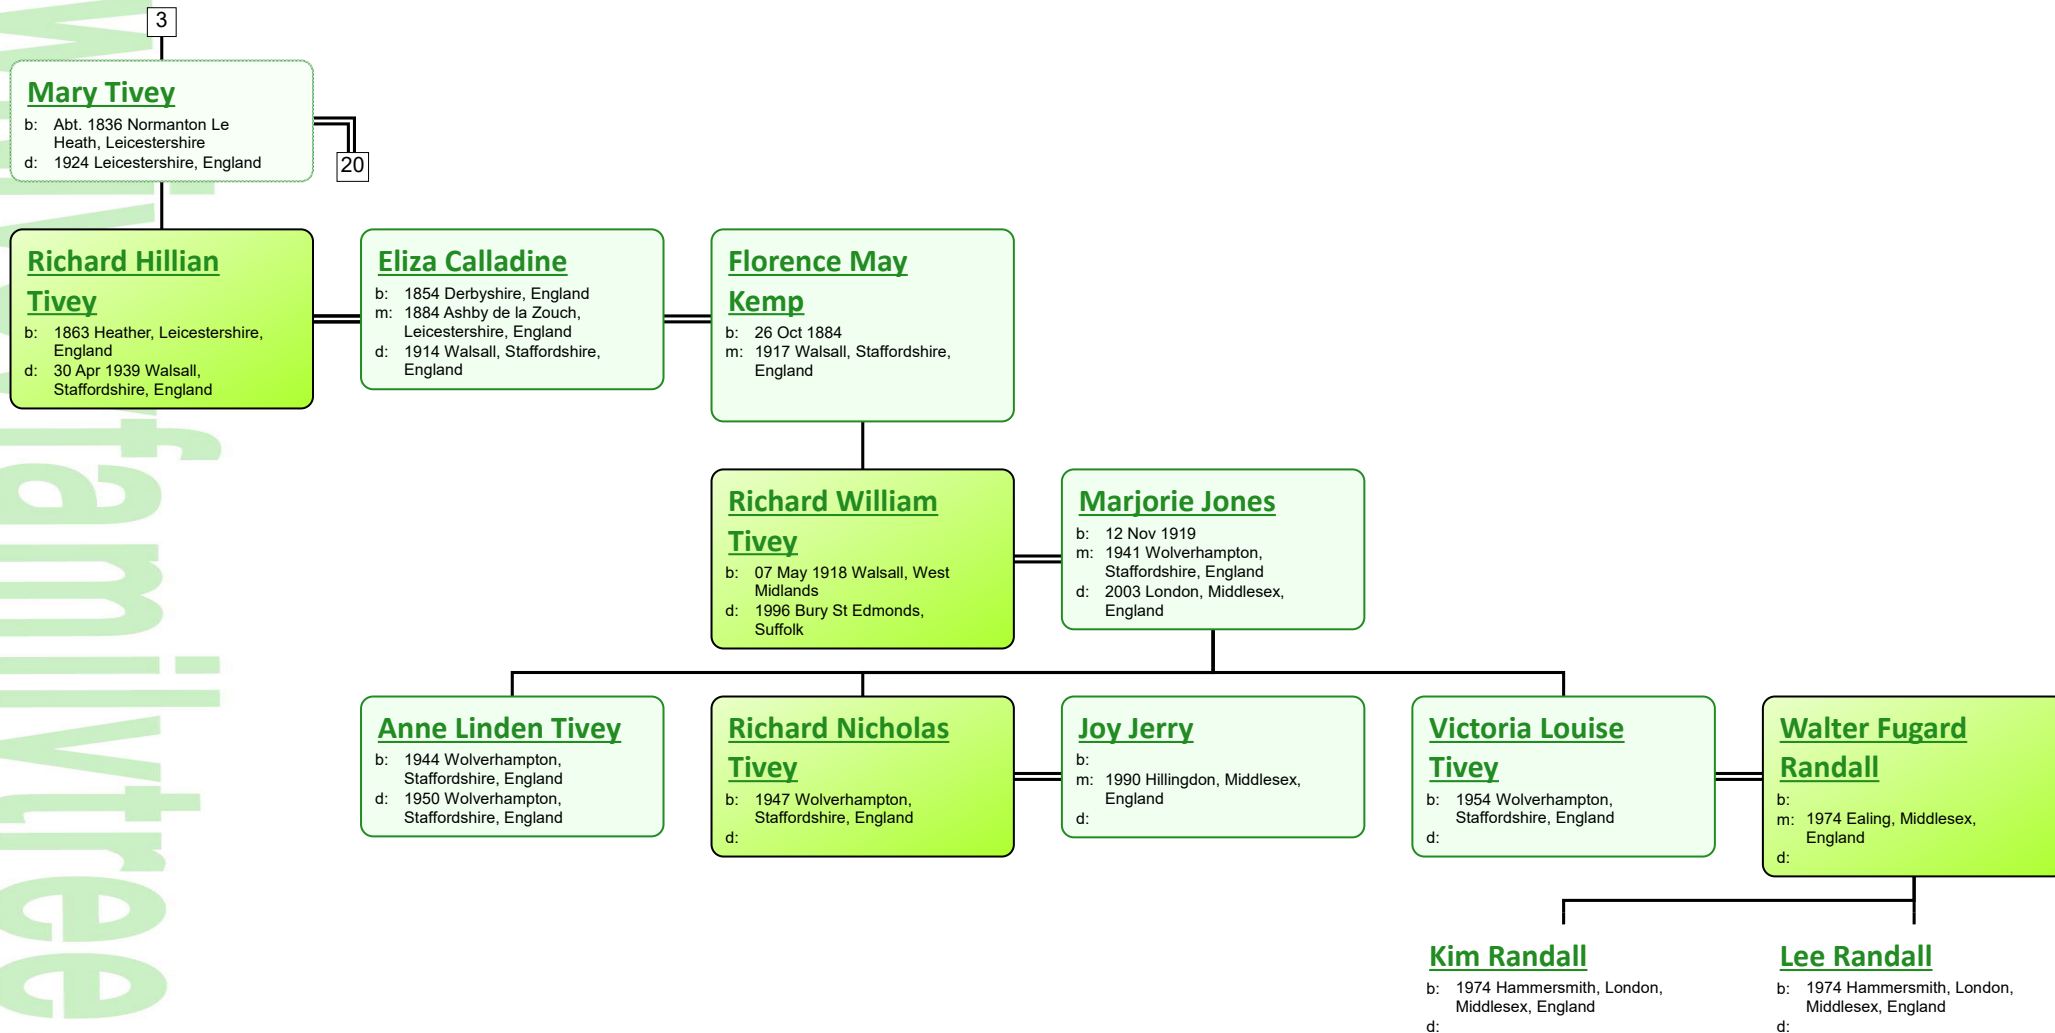 3
Mary Tivey
b: Abt. 1836 Normanton Le
Heath, Leicestershire
d: 1924 Leicestershire, England
20
Richard Hillian
Tivey
b: 1863 Heather, Leicestershire,
England
d: 30 Apr 1939 Walsall,
Staffordshire, England
Eliza Calladine
b: 1854 Derbyshire, England
m: 1884 Ashby de la Zouch,
Leicestershire, England
d: 1914 Walsall, Staffordshire,
England
Florence May
Kemp
b: 26 Oct 1884
m: 1917 Walsall, Staffordshire,
England
Richard William
Tivey
b: 07 May 1918 Walsall, West
Midlands
d: 1996 Bury St Edmonds,
Suffolk
Marjorie Jones
b: 12 Nov 1919
m: 1941 Wolverhampton,
Staffordshire, England
d: 2003 London, Middlesex,
England
Anne Linden Tivey
b: 1944 Wolverhampton,
Staffordshire, England
d: 1950 Wolverhampton,
Staffordshire, England
Richard Nicholas
Tivey
b: 1947 Wolverhampton,
Staffordshire, England
d:
Joy Jerry
b:
m: 1990 Hillingdon, Middlesex,
England
d:
Victoria Louise
Tivey
b: 1954 Wolverhampton,
Staffordshire, England
d:
Walter Fugard
Randall
b:
m: 1974 Ealing, Middlesex,
England
d:
Kim Randall
b: 1974 Hammersmith, London,
Middlesex, England
d:
Lee Randall
b: 1974 Hammersmith, London,
Middlesex, England
d:
familytree